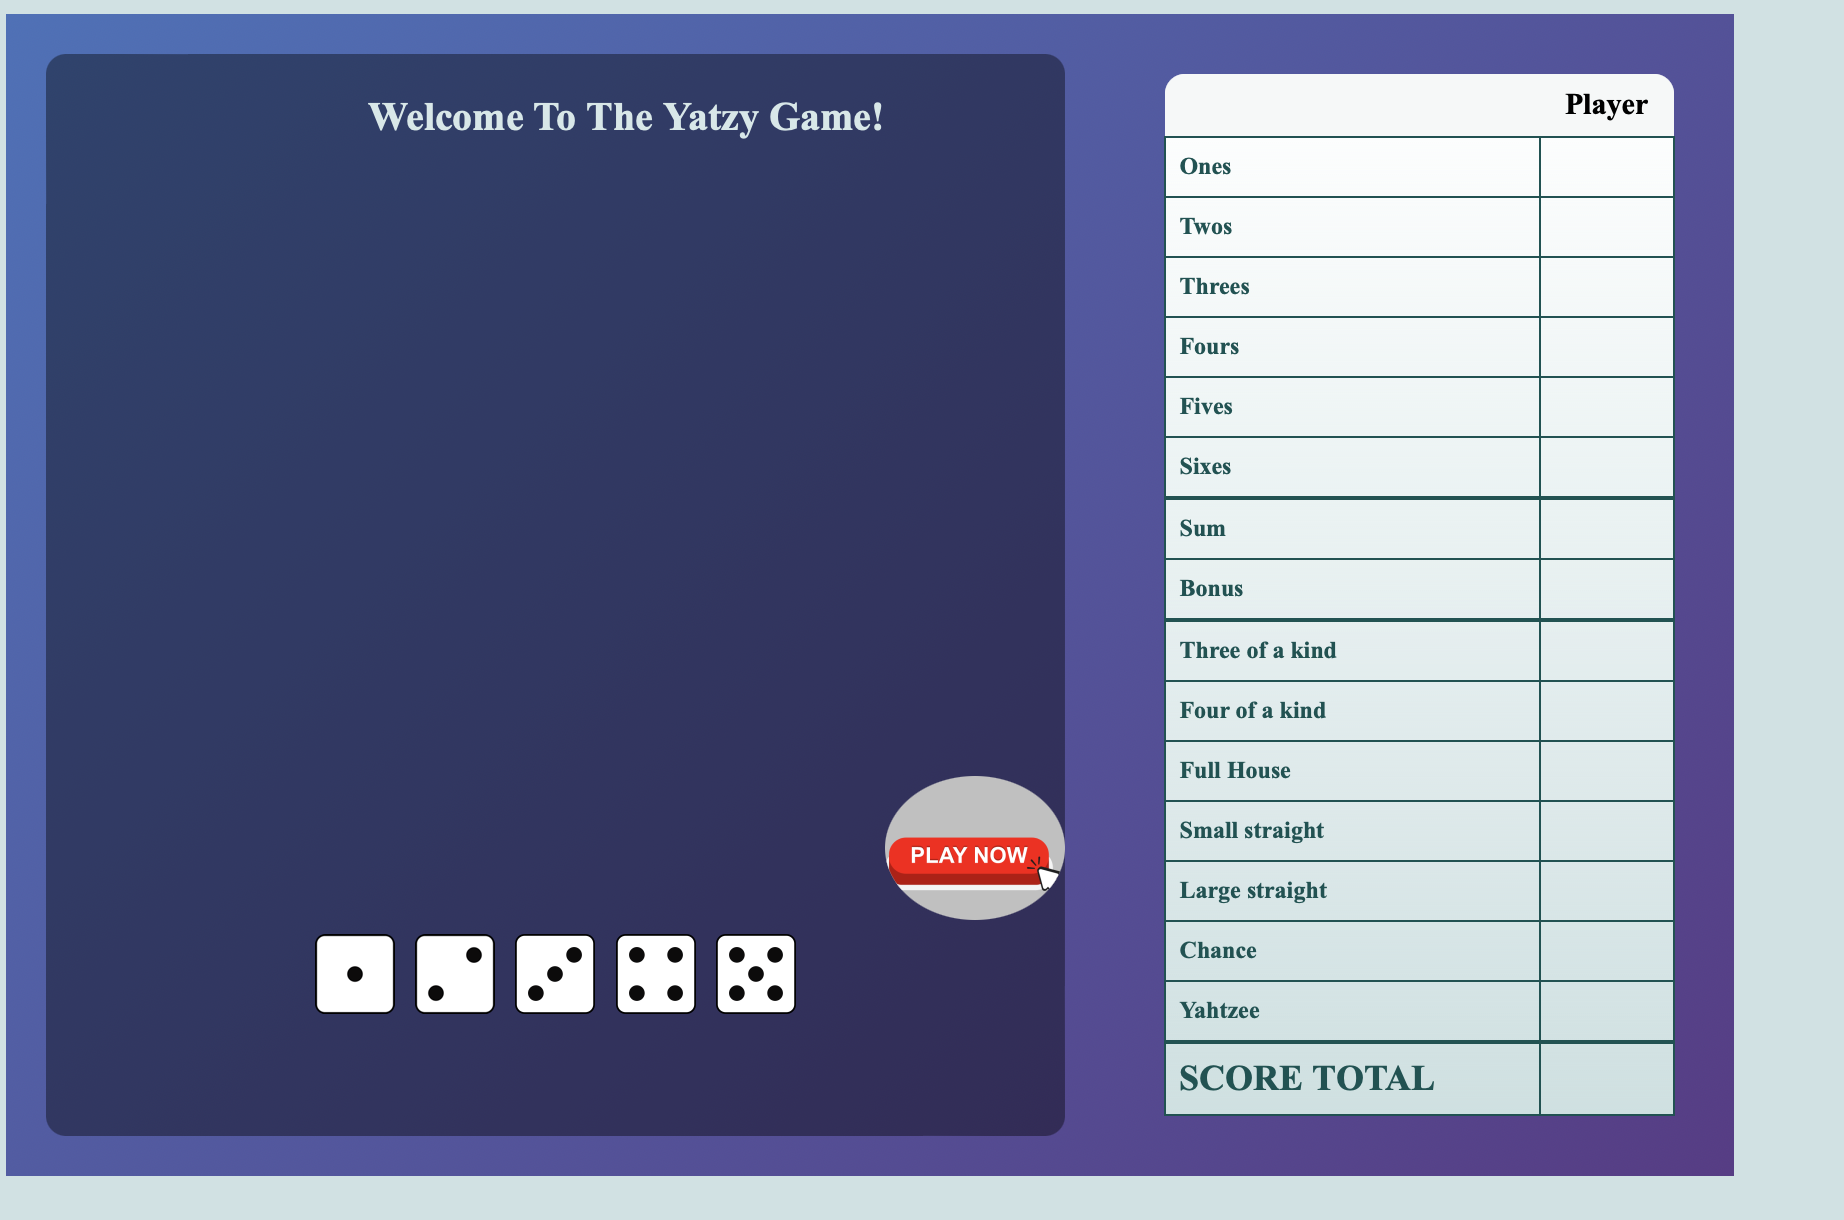 Welcome To The Yatzy Game!
PLAY NOW
Player
Ones
Twos
Threes
Fours
Fives
Sixes
Sum
Bonus
Three of a kind
Four of a kind
Full House
Small straight
Large straight
Chance
Yahtzee
SCORE TOTAL